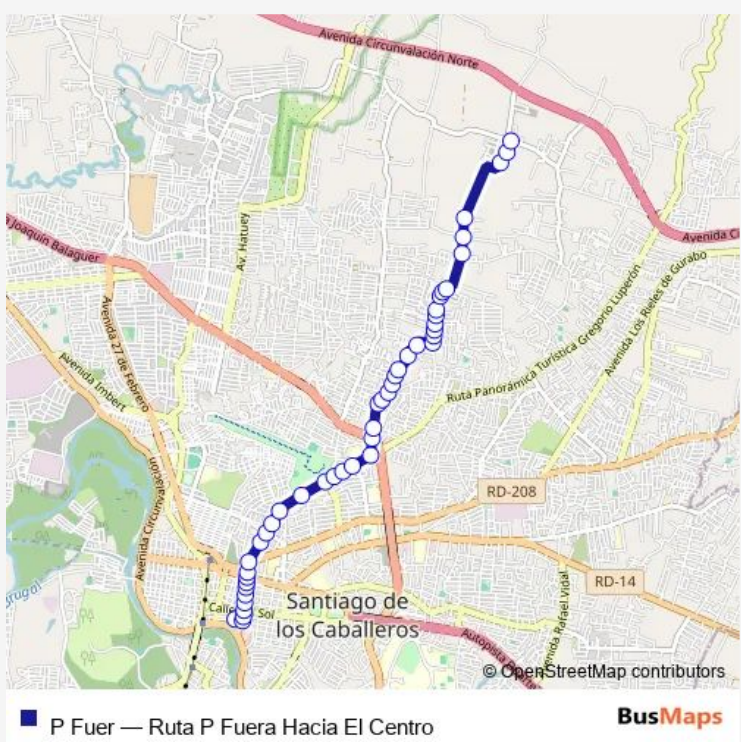 Avenida Circunvalación Norte
Joaquín Balaguer
Av. Hatuey
Avenida C
Avenida 27 de Febrero
Avenida Imbert
Ruta Panorámica Turística Gregorio Luperón
Avenida Los Rieles de Gurabo
RD-208
Avenida Circunvalación
RD-14
Calle
Sol
Santiago de
los Caballeros
Autopista
Rafael Vidal
© OpenStreetMap contributors
P Fuer — Ruta P Fuera Hacia El Centro
BusMaps